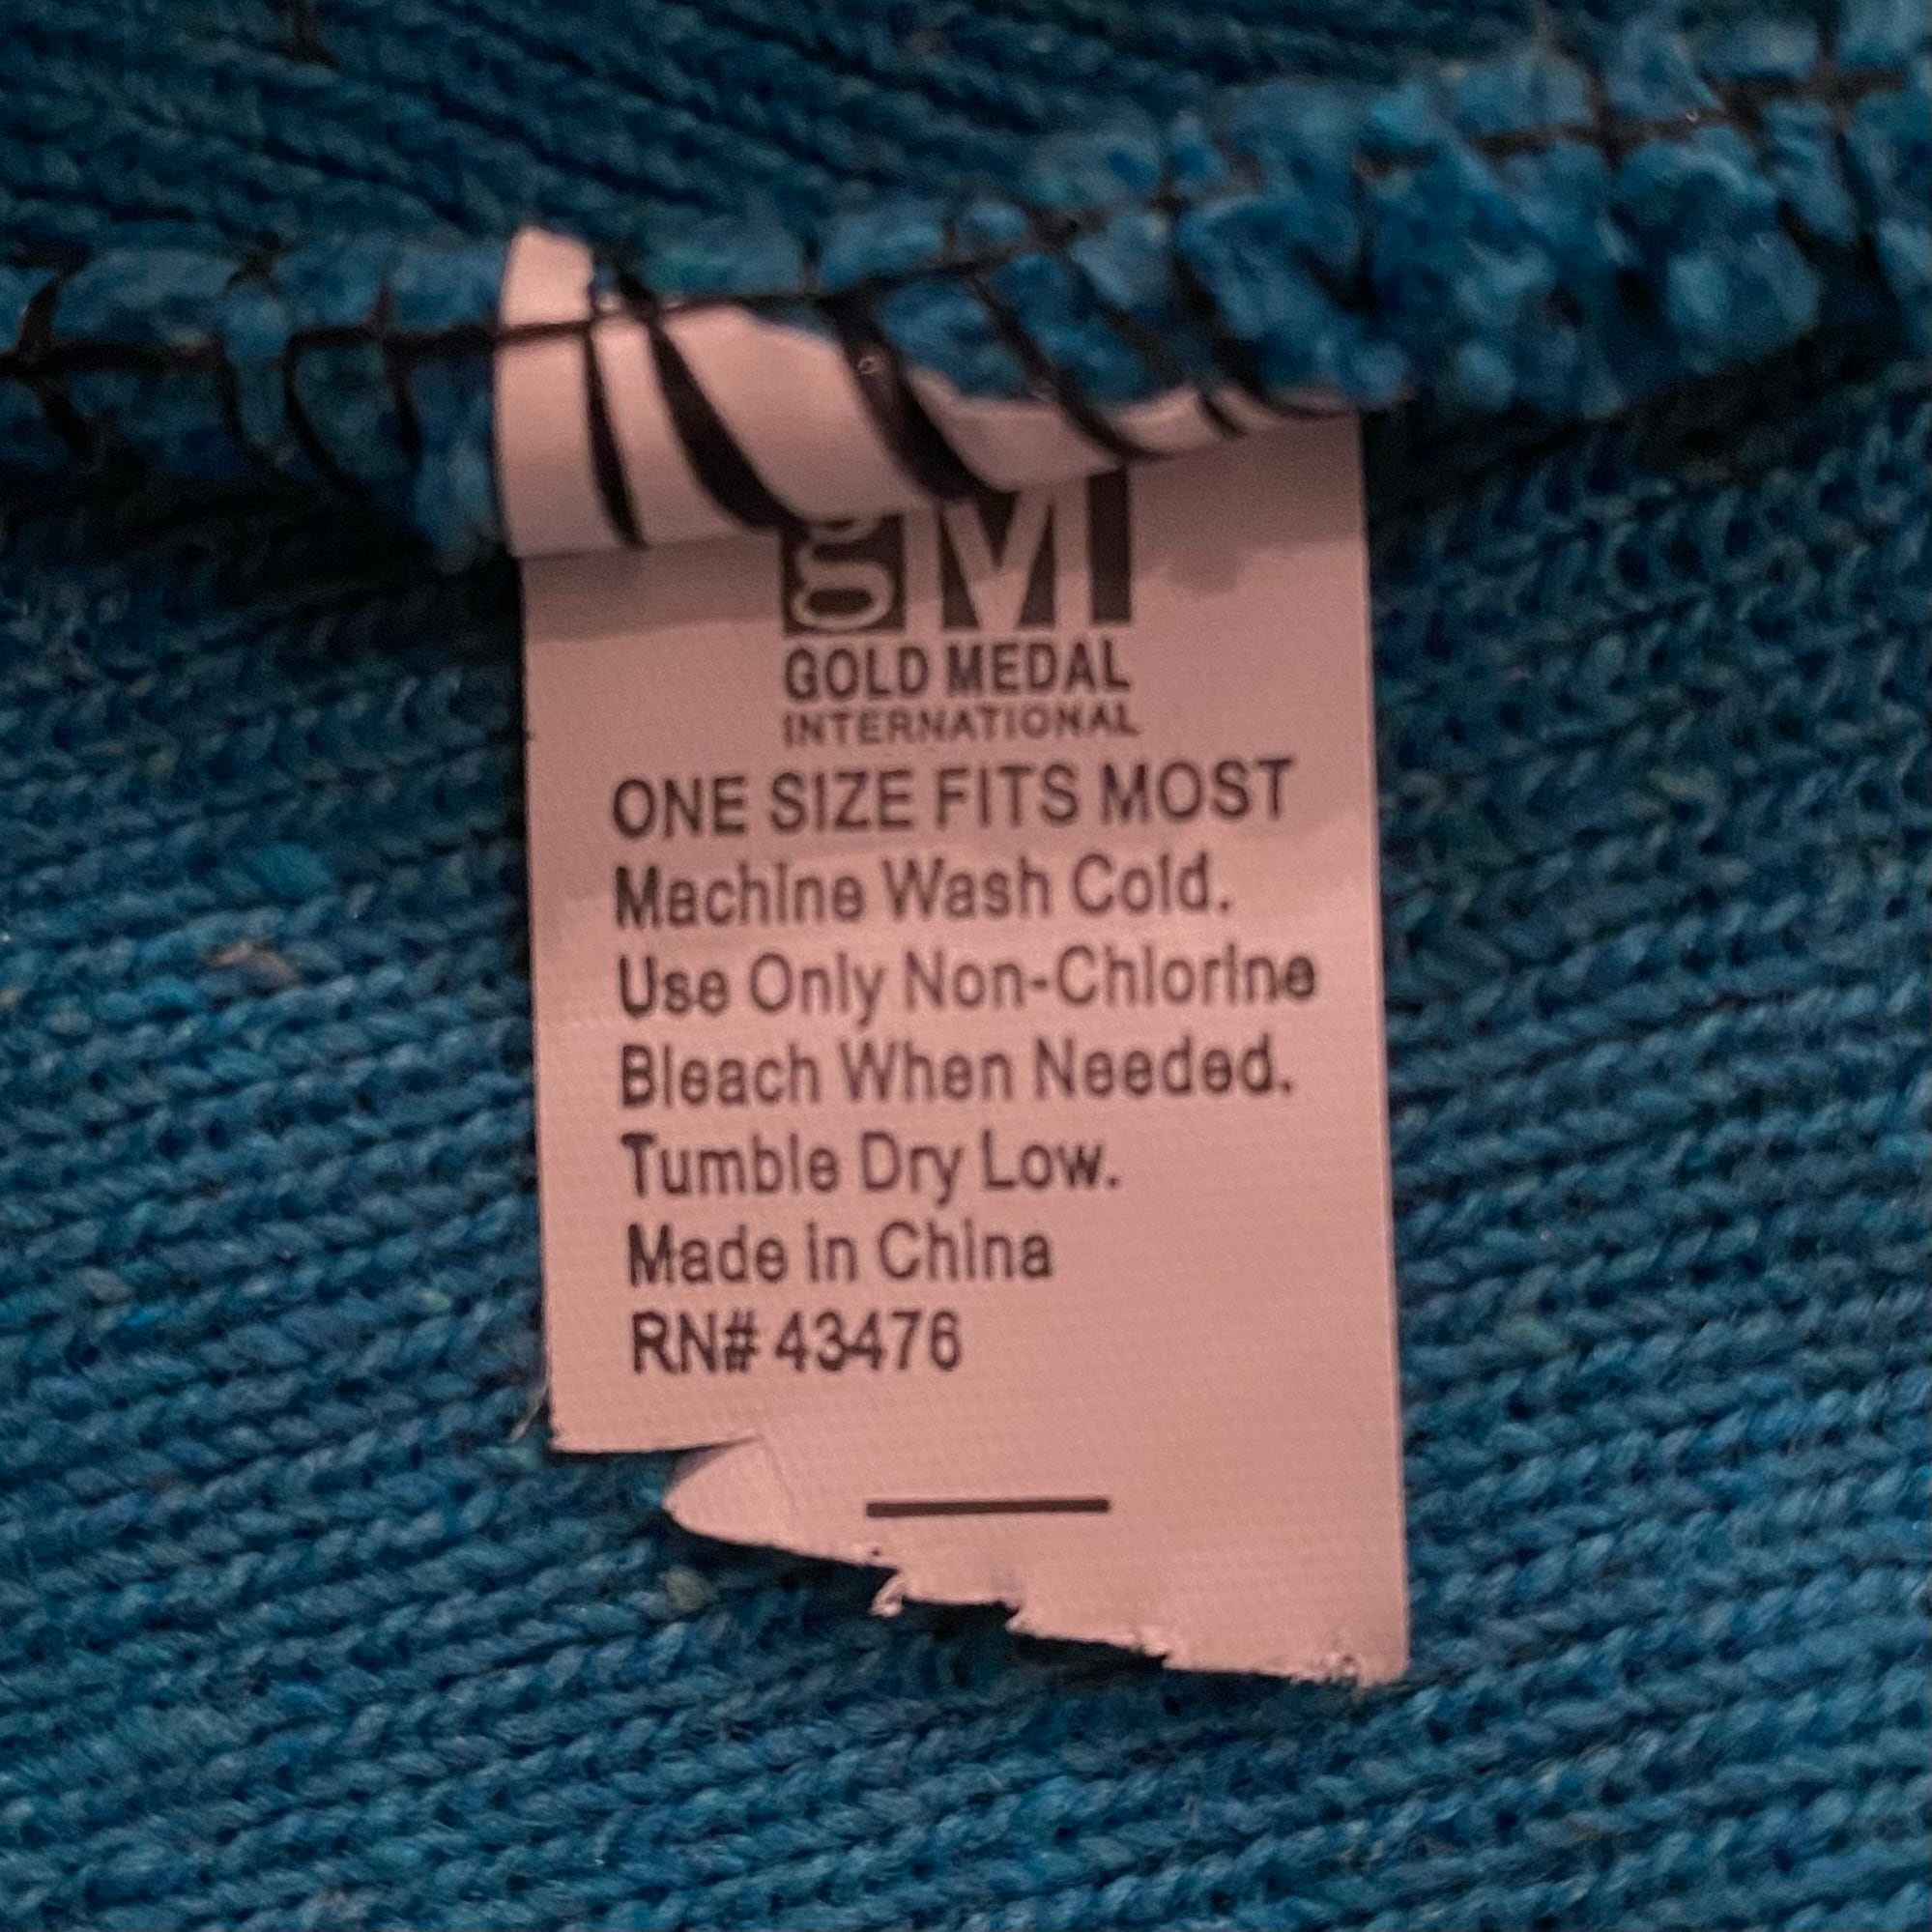 gM
GOLD MEDAL
INTERNATIONAL
ONE SIZE FITS MOST
Machine Wash Cold.
Use Only Non-Chlorine
Bleach When Needed.
Tumble Dry Low.
Made in China
RN# 43476